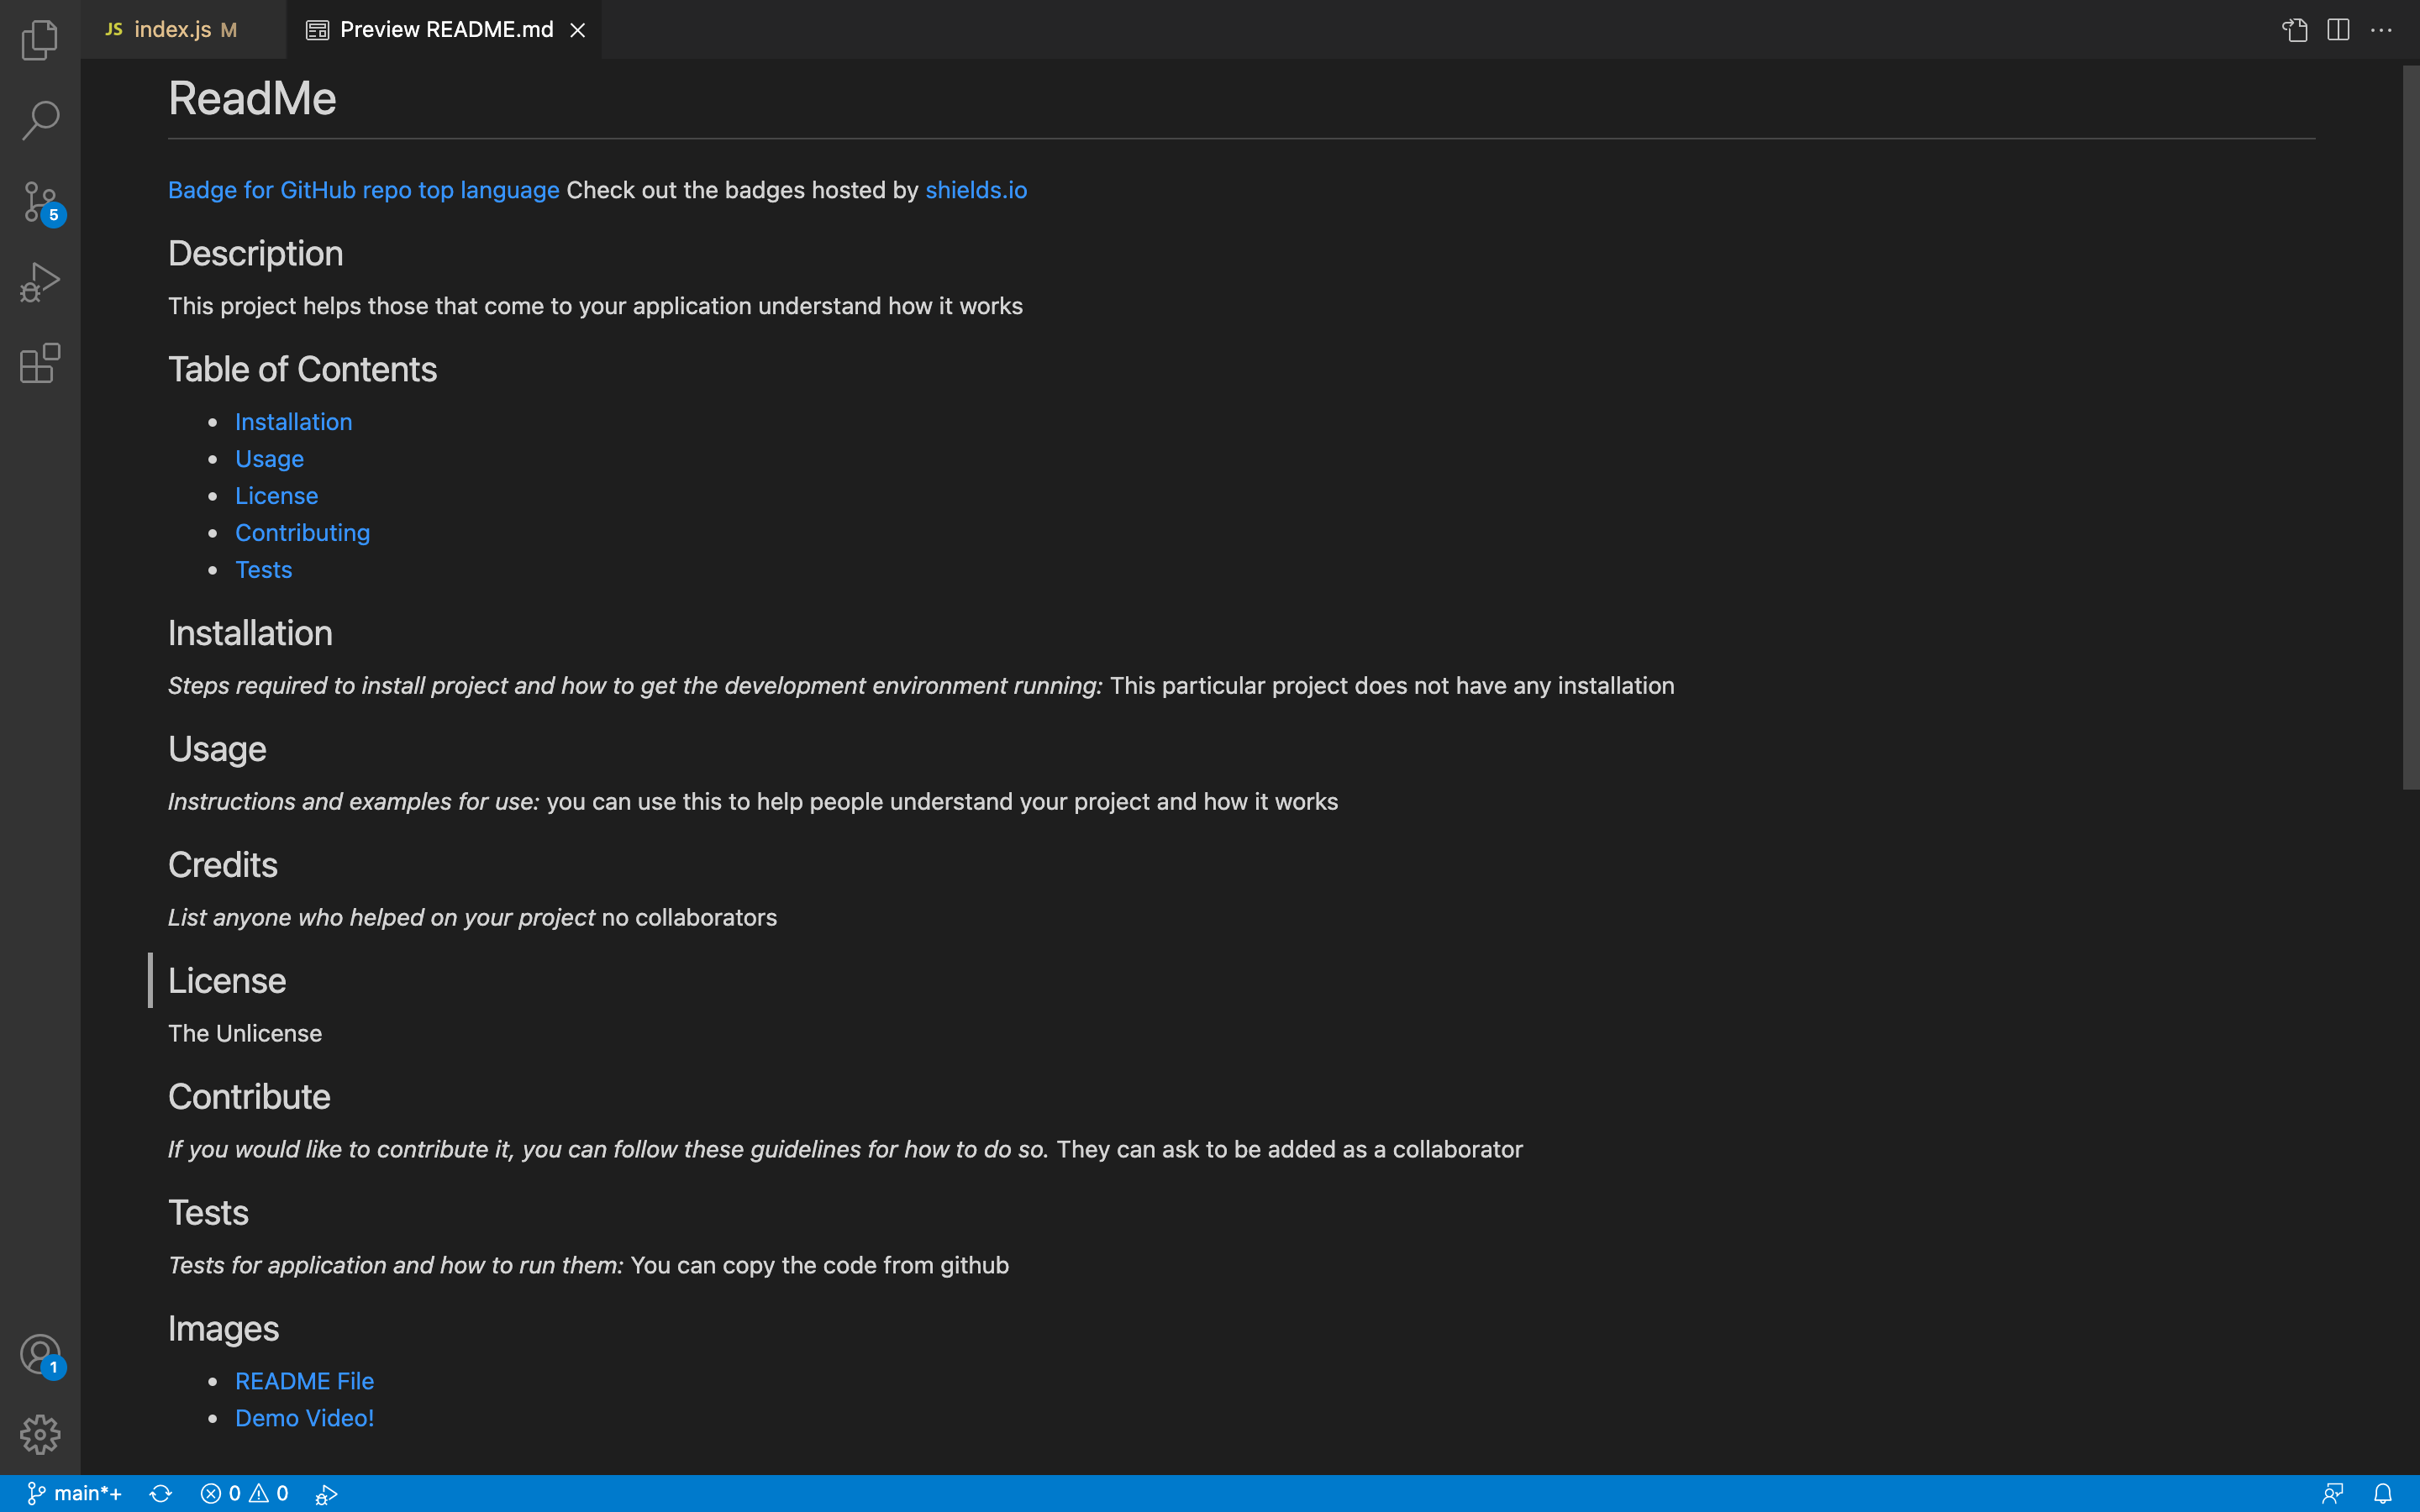 JS index.js M
Preview README.md
ReadMe
Badge for GitHub repo top language Check out the badges hosted by shields.io
Description
This project helps those that come to your application understand how it works
Table of Contents
Installation
Usage
License
Contributing
Tests
Installation
Steps required to install project and how to get the development environment running: This particular project does not have any installation
Usage
Instructions and examples for use: you can use this to help people understand your project and how it works
Credits
List anyone who helped on your project no collaborators
License
The Unlicense
Contribute
If you would like to contribute it, you can follow these guidelines for how to do so. They can ask to be added as a collaborator
Tests
Tests for application and how to run them: You can copy the code from github
Images
README File
Demo Video!
5
1
main*+ 0 0